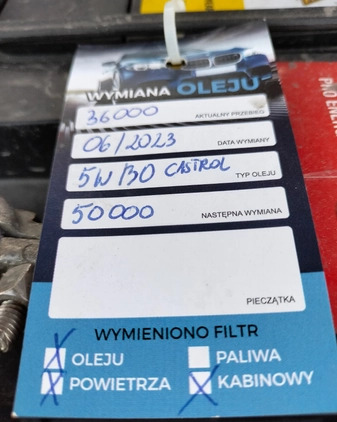 WYMIANA OLEJU
36000 AKTUALNY PRZEBIEG
06/2023 DATA WYMIANY
5W/30 CASTROL TYP OLEJU
50000 NASTĘPNA WYMIANA
PIECZĄTKA
WYMIENIONO FILTR
X OLEJU PALIWA
X POWIETRZA X KABINOWY